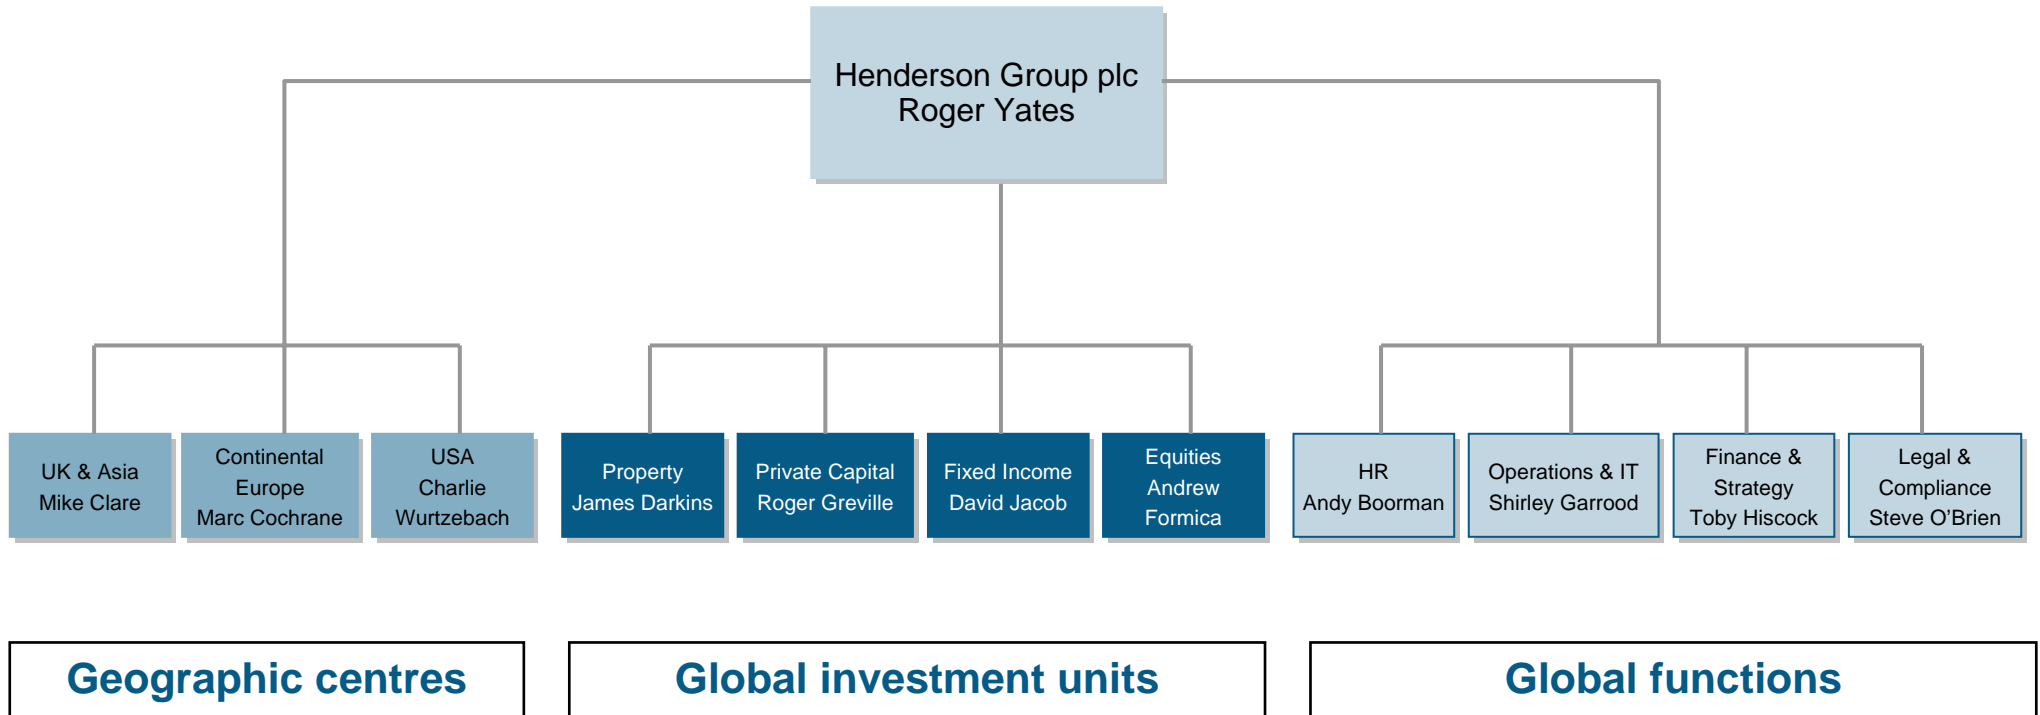 Henderson Group plc
Roger Yates
UK & Asia
Mike Clare
Continental
Europe
Marc Cochrane
USA
Charlie
Wurtzebach
Property
James Darkins
Private Capital
Roger Greville
Fixed Income
David Jacob
Equities
Andrew
Formica
HR
Andy Boorman
Operations & IT
Shirley Garrood
Finance &
Strategy
Toby Hiscock
Legal &
Compliance
Steve O’Brien
Geographic centres
Global investment units
Global functions